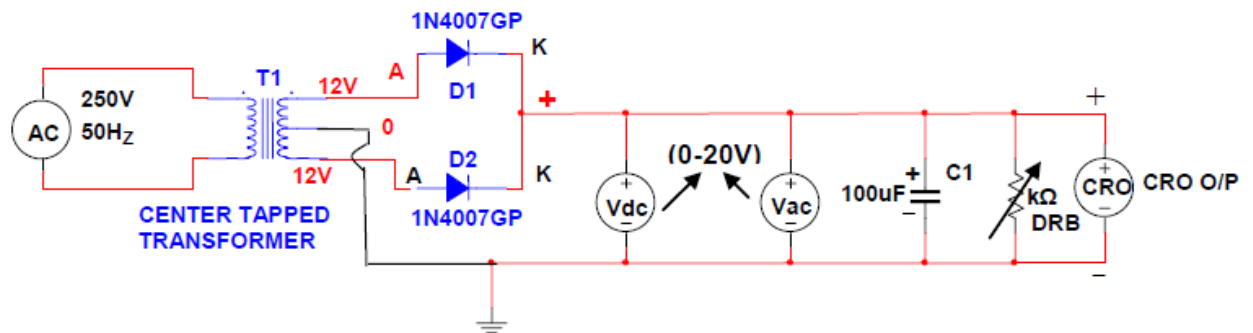 1N4007GP
K
A
T1
12V
D1
250V
50HZ
AC
+
0
+
12V
A
D2
K
1N4007GP
(0-20V)
+
Vdc
−
+
Vac
−
100uF
+
−
C1
kΩ
DRB
+
CRO
−
CRO O/P
−
CENTER TAPPED
TRANSFORMER